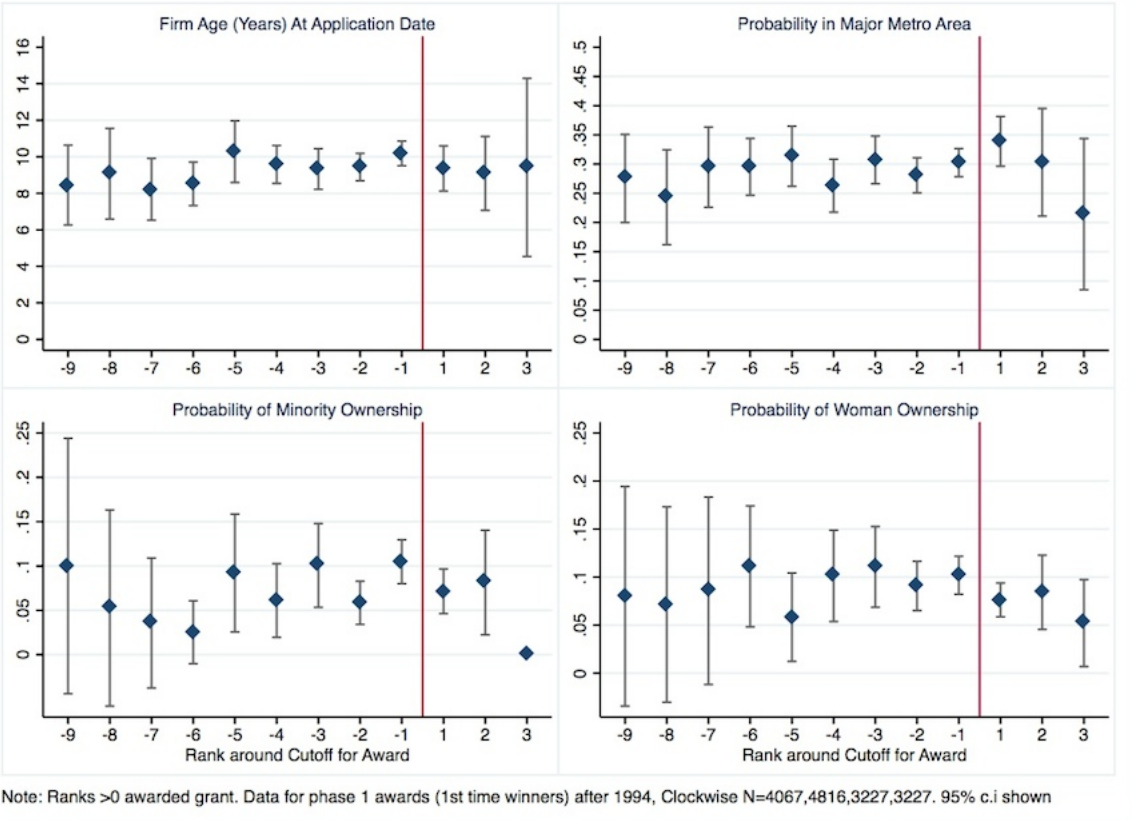 Firm Age (Years) At Application Date
16
14
12
10
8
6
4
2
0
-9 -8 -7 -6 -5 -4 -3 -2 -1 1 2 3
Probability in Major Metro Area
.5
.45
.4
.35
.3
.25
.2
.15
.1
.05
0
-9 -8 -7 -6 -5 -4 -3 -2 -1 1 2 3
Probability of Minority Ownership
.25
.2
.15
.1
.05
0
-9 -8 -7 -6 -5 -4 -3 -2 -1 1 2 3
Rank around Cutoff for Award
Probability of Woman Ownership
.25
.2
.15
.1
.05
0
-9 -8 -7 -6 -5 -4 -3 -2 -1 1 2 3
Rank around Cutoff for Award
Note: Ranks >0 awarded grant. Data for phase 1 awards (1st time winners) after 1994, Clockwise N=4067,4816,3227,3227. 95% c.i shown